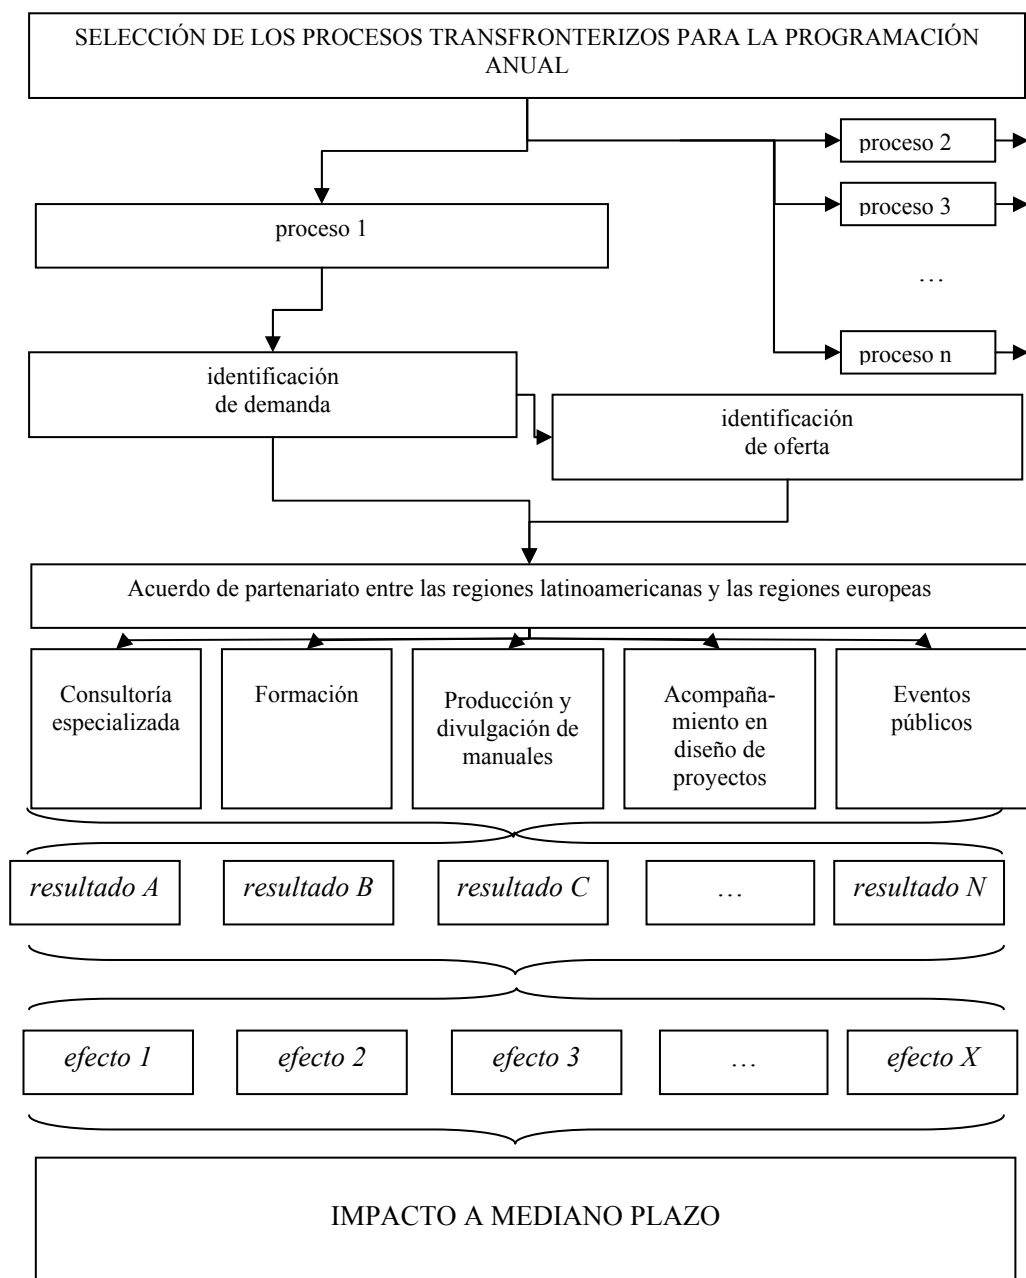 SELECCIÓN DE LOS PROCESOS TRANSFRONTERIZOS PARA LA PROGRAMACIÓN
ANUAL
proceso 2
proceso 3
proceso 1
…
proceso n
identificación
de demanda
identificación
de oferta
Acuerdo de partenariato entre las regiones latinoamericanas y las regiones europeas
Consultoría
especializada
Formación
Producción y
divulgación de
manuales
Acompaña-
miento en
diseño de
proyectos
Eventos
públicos
resultado A
resultado B
resultado C
…
resultado N
efecto 1
efecto 2
efecto 3
…
efecto X
IMPACTO A MEDIANO PLAZO